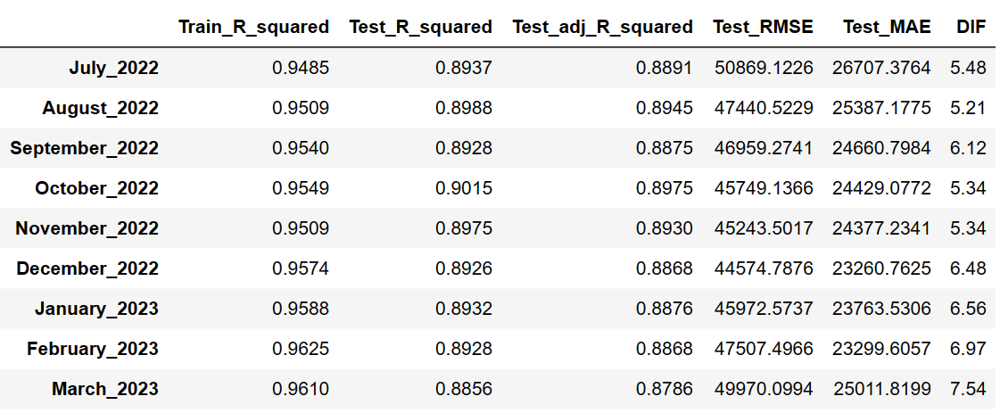 Train_R_squared Test_R_squared Test_adj_R_squared Test_RMSE Test_MAE DIF
July_2022 0.9485 0.8937 0.8891 50869.1226 26707.3764 5.48
August_2022 0.9509 0.8988 0.8945 47440.5229 25387.1775 5.21
September_2022 0.9540 0.8928 0.8875 46959.2741 24660.7984 6.12
October_2022 0.9549 0.9015 0.8975 45749.1366 24429.0772 5.34
November_2022 0.9509 0.8975 0.8930 45243.5017 24377.2341 5.34
December_2022 0.9574 0.8926 0.8868 44574.7876 23260.7625 6.48
January_2023 0.9588 0.8932 0.8876 45972.5737 23763.5306 6.56
February_2023 0.9625 0.8928 0.8868 47507.4966 23299.6057 6.97
March_2023 0.9610 0.8856 0.8786 49970.0994 25011.8199 7.54